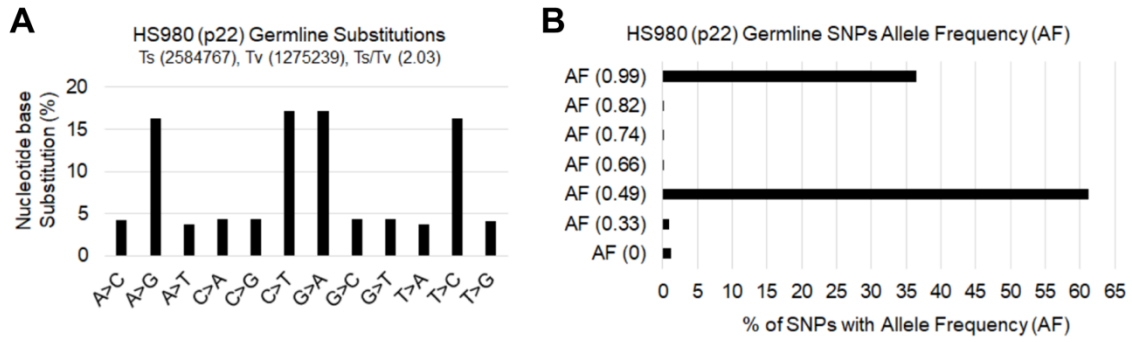 A
HS980 (p22) Germline Substitutions
Ts (2584767), Tv (1275239), Ts/Tv (2.03)
Nucleotide base
Substitution (%)
20
15
10
5
0
A>C
A>G
A>T
C>A
C>G
C>T
G>A
G>C
G>T
T>A
T>C
T>G
B
HS980 (p22) Germline SNPs Allele Frequency (AF)
AF (0.99)
AF (0.82)
AF (0.74)
AF (0.66)
AF (0.49)
AF (0.33)
AF (0)
0 5 10 15 20 25 30 35 40 45 50 55 60 65
% of SNPs with Allele Frequency (AF)